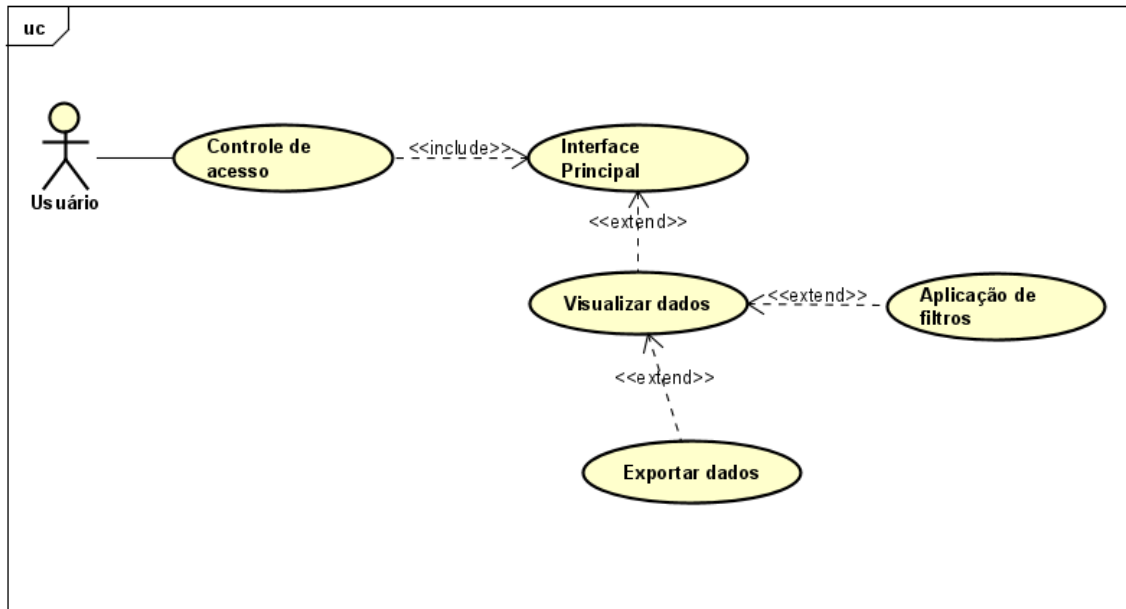 uc
Controle de
acesso
<<include>>
Interface
Principal
Usuário
<<extend>>
Visualizar dados
<<extend>>
Aplicação de
filtros
<<extend>>
Exportar dados